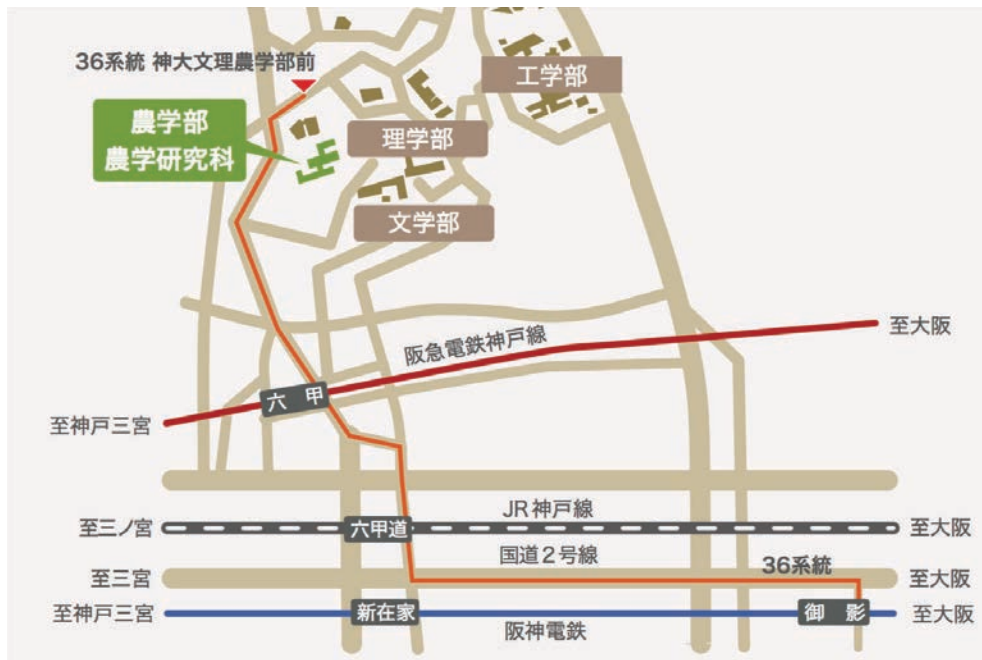 36系統 神大文理農学部前
工学部
農学部
農学研究科
理学部
文学部
阪急電鉄神戸線
至大阪
六 甲
至神戸三宮
JR神戸線
至三ノ宮
六甲道
至大阪
国道2号線
36系統
至三宮
至大阪
至神戸三宮
新在家
御 影
至大阪
阪神電鉄